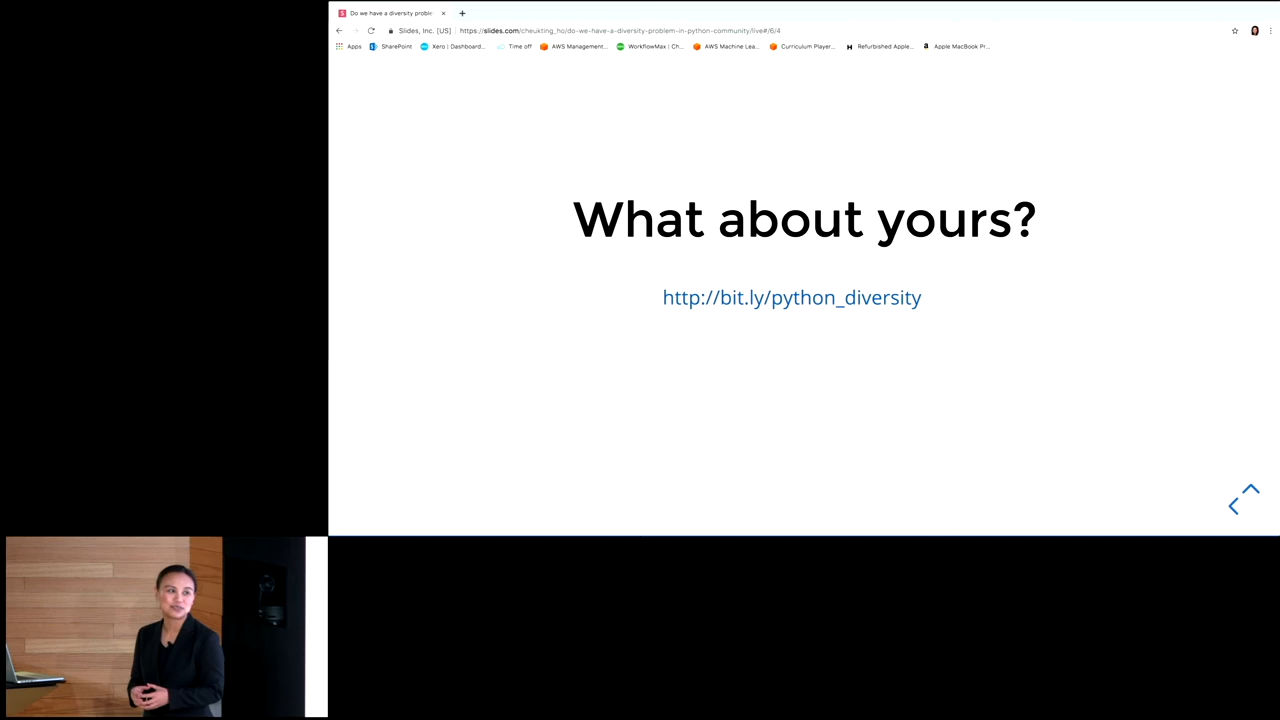 Do we have a diversity proble
Slides, Inc. [US]
https://slides.com/cheukting_ho/do-we-have-a-diversity-problem-in-python-community/live#/6/4
Apps
SharePoint
Xero | Dashboard...
Time off
AWS Management...
WorkflowMax | Ch...
AWS Machine Lea...
Curriculum Player...
Refurbished Apple...
Apple MacBook Pr...
What about yours?
http://bit.ly/python_diversity